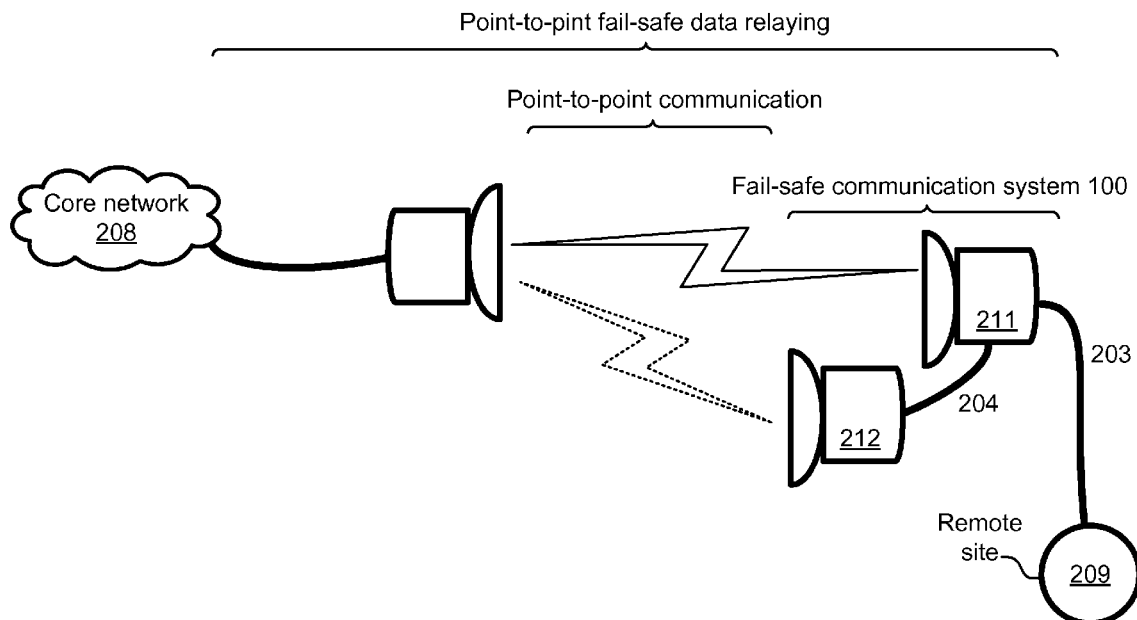 Point-to-pint fail-safe data relaying
Point-to-point communication
Fail-safe communication system 100
Core network
208
211
203
204
212
Remote
site
209